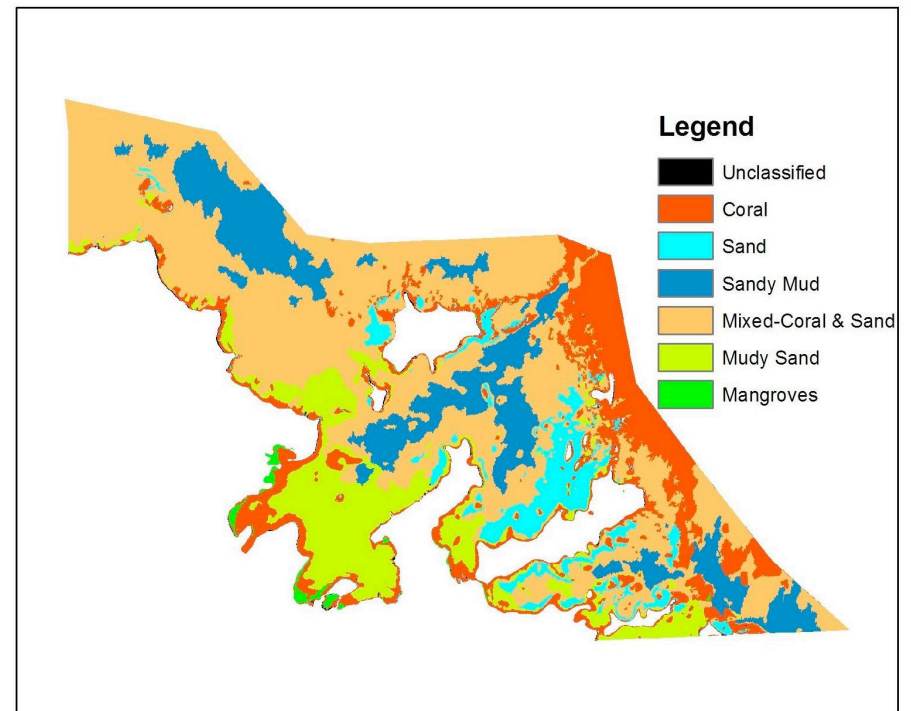 Legend
Unclassified
Coral
Sand
Sandy Mud
Mixed-Coral & Sand
Mudy Sand
Mangroves